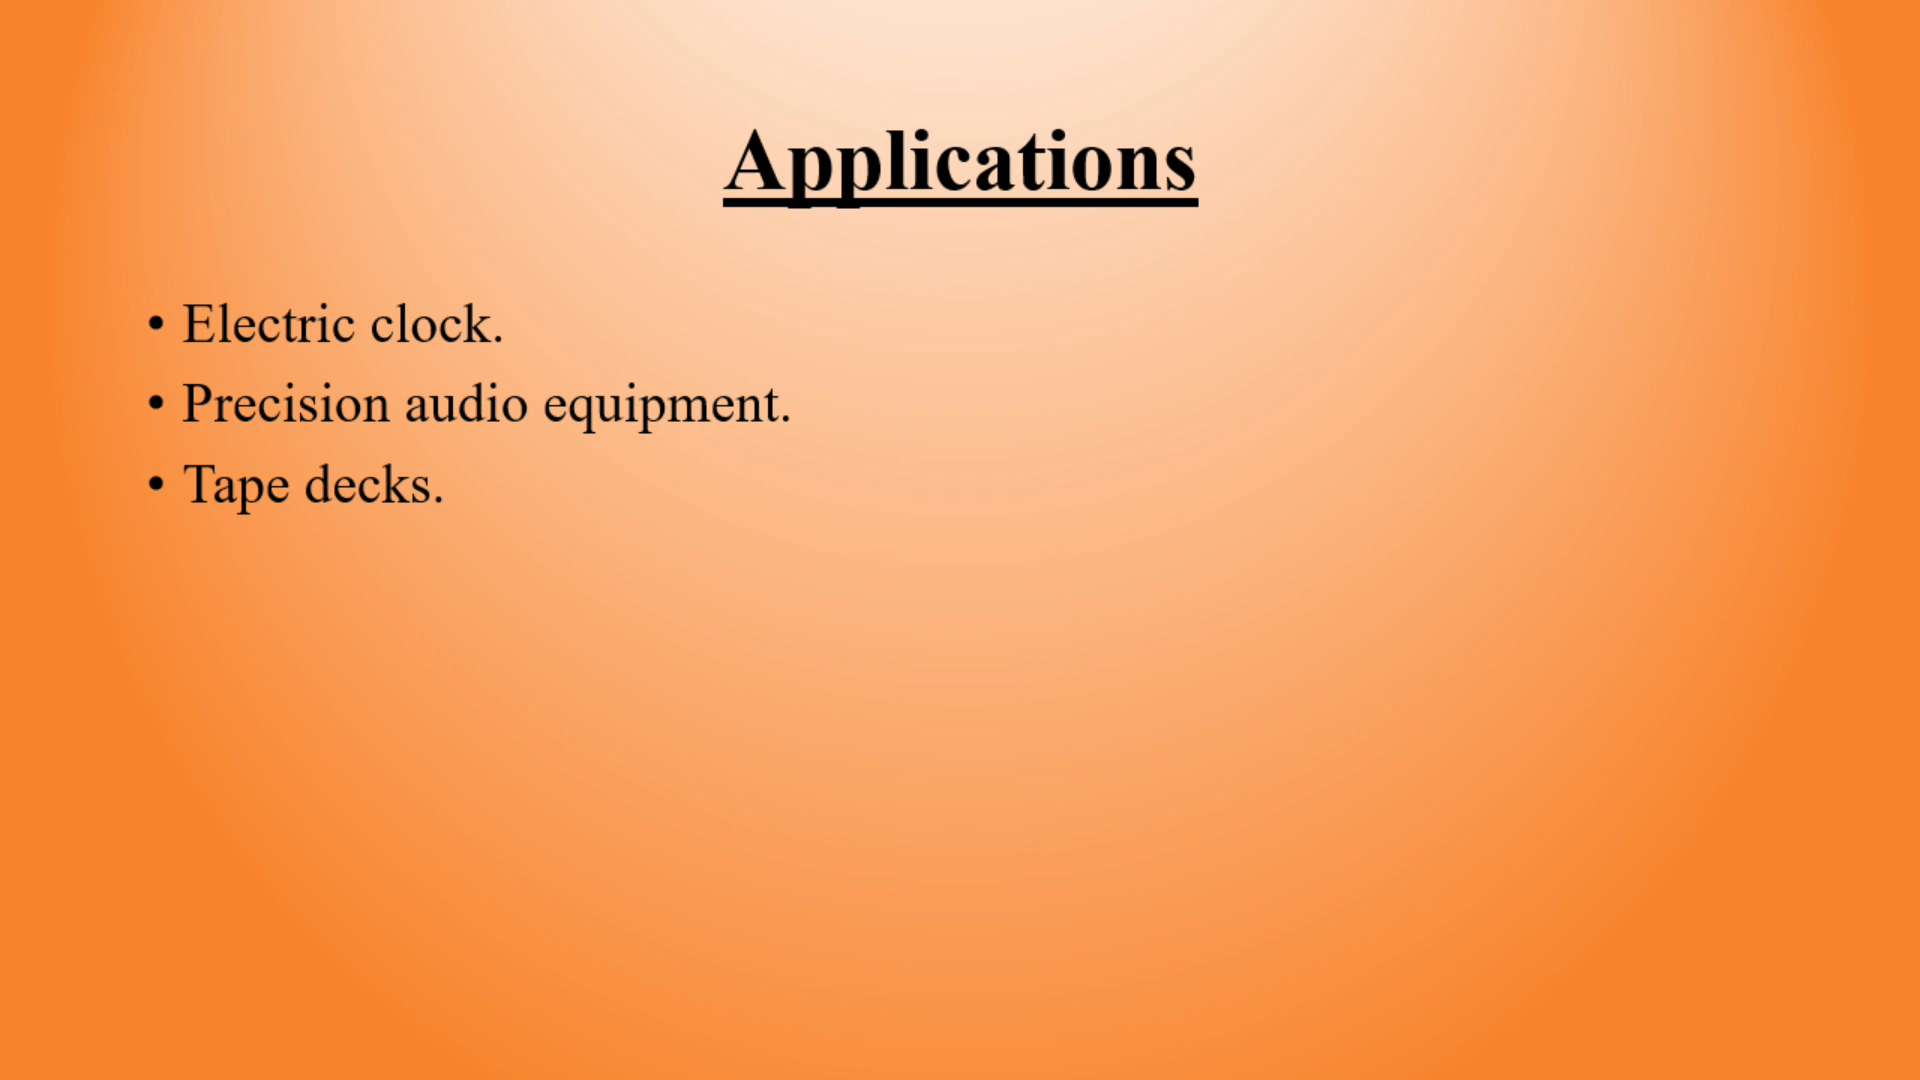 Applications
• Electric clock.
• Precision audio equipment.
• Tape decks.